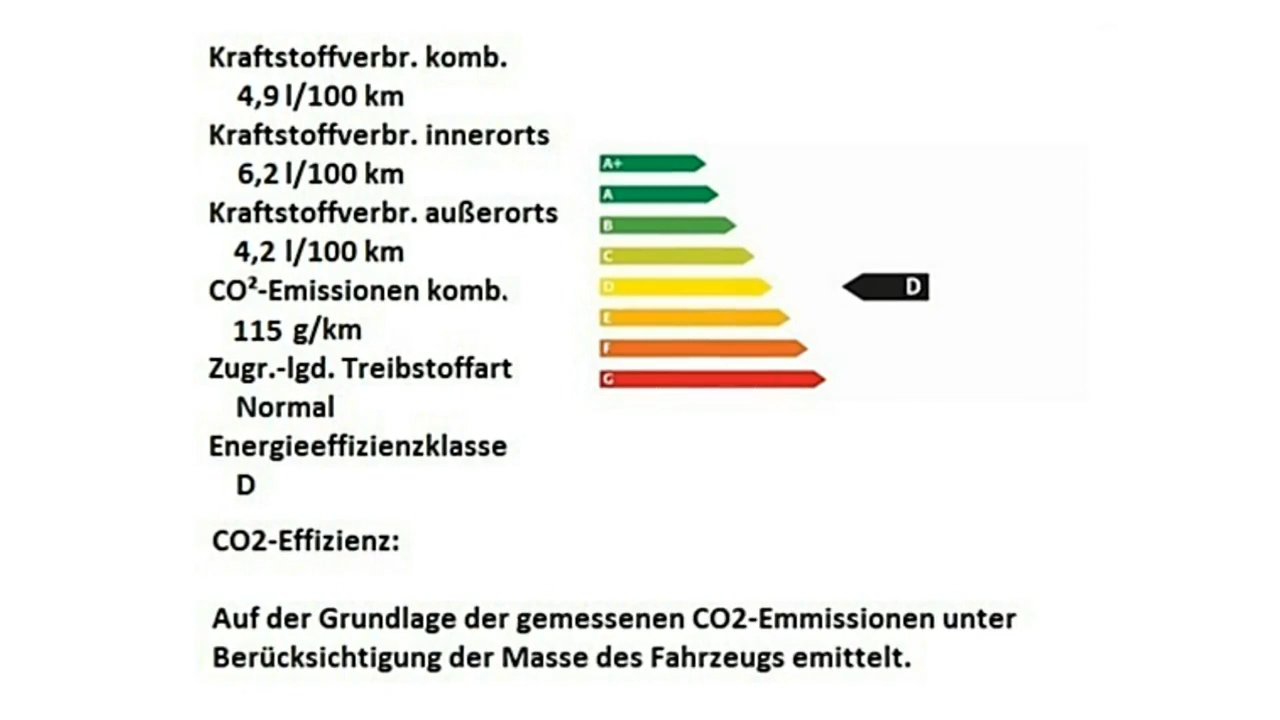 Kraftstoffverbr. komb.
4,9 l/100 km
Kraftstoffverbr. innerorts
6,2 l/100 km
Kraftstoffverbr. außerorts
4,2 l/100 km
CO²-Emissionen komb.
115 g/km
Zugr.-lgd. Treibstoffart
Normal
Energieeffizienzklasse
D
A+
A
B
C
D
E
F
G
D
CO2-Effizienz:
Auf der Grundlage der gemessenen CO2-Emmissionen unter
Berücksichtigung der Masse des Fahrzeugs emittelt.